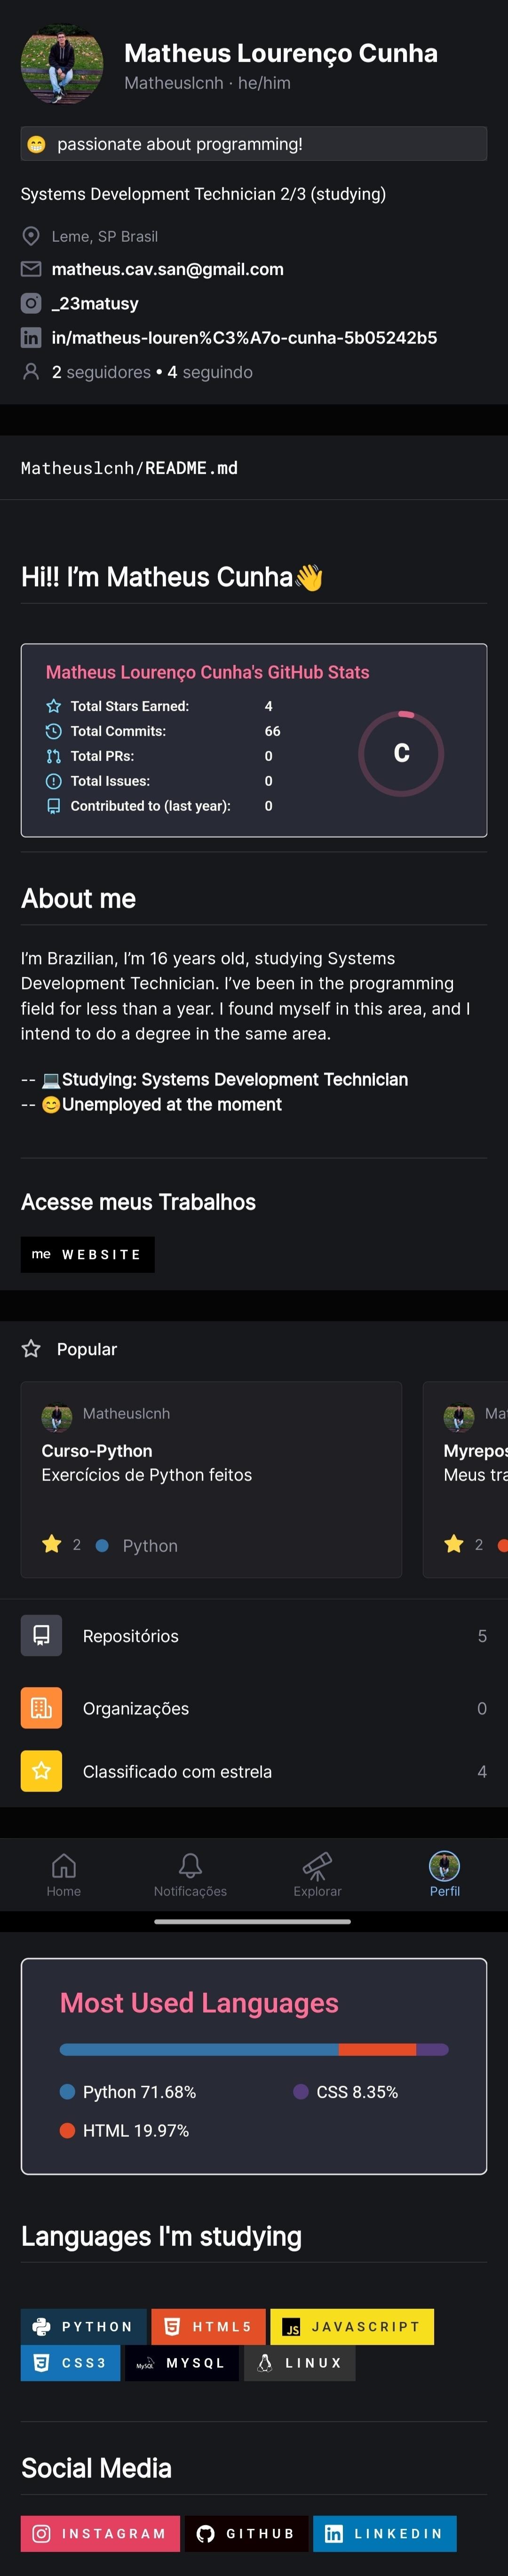 Matheus Lourenço Cunha
Matheuslcnh · he/him
😁 passionate about programming!
Systems Development Technician 2/3 (studying)
Leme, SP Brasil
matheus.cav.san@gmail.com
_23matusy
in/matheus-louren%C3%A7o-cunha-5b05242b5
2 seguidores • 4 seguindo
Matheuslcnh/README.md
Hi!! I'm Matheus Cunha👋
Matheus Lourenço Cunha's GitHub Stats
Total Stars Earned: 4
Total Commits: 66
Total PRs: 0
Total Issues: 0
Contributed to (last year): 0
C
About me
I'm Brazilian, I'm 16 years old, studying Systems
Development Technician. I've been in the programming
field for less than a year. I found myself in this area, and I
intend to do a degree in the same area.
-- 💻Studying: Systems Development Technician
-- 😊Unemployed at the moment
Acesse meus Trabalhos
me WEBSITE
Popular
Matheuslcnh
Curso-Python
Exercícios de Python feitos
2 Python
Mat
Myrepos
Meus tra
2
Repositórios 5
Organizações 0
Classificado com estrela 4
Home Notificações Explorar Perfil
Most Used Languages
Python 71.68% CSS 8.35%
HTML 19.97%
Languages I'm studying
PYTHON HTML5 JS JAVASCRIPT
CSS3 MySQL MYSQL LINUX
Social Media
INSTAGRAM GITHUB in LINKEDIN